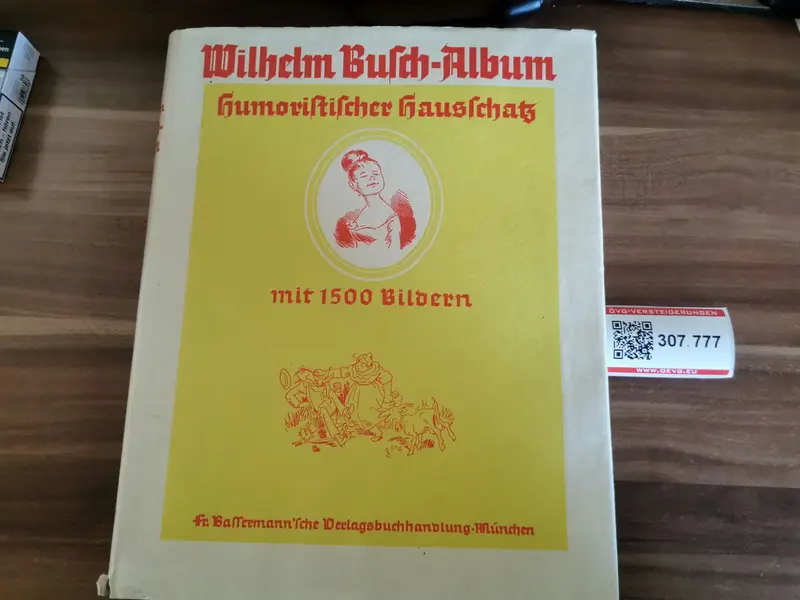 Wilhelm Busch-Album
Humoristischer Hausschatz
mit 1500 Bildern
Fr. Bassermann'sche Verlagsbuchhandlung · München
ÖVG-VERSTEIGERUNGEN
307.777
WWW.OEVG.EU